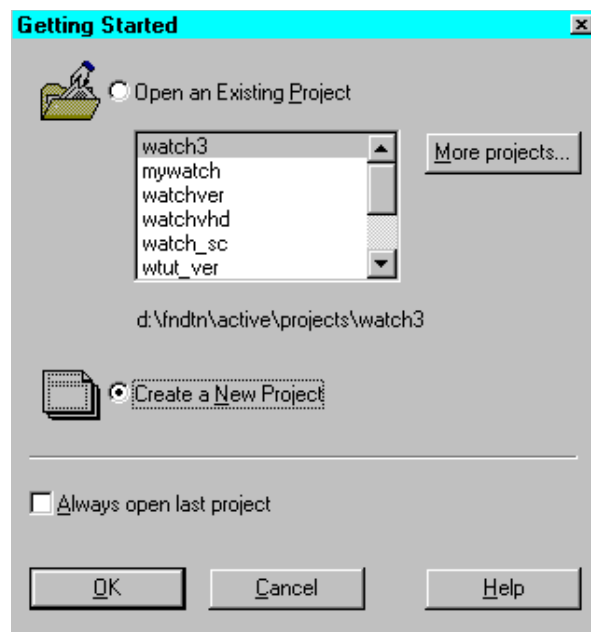 Getting Started
Open an Existing Project
watch3
mywatch
watchver
watchvhd
watch_sc
wtut_ver
More projects...
d:\fndtn\active\projects\watch3
Create a New Project
Always open last project
OK
Cancel
Help